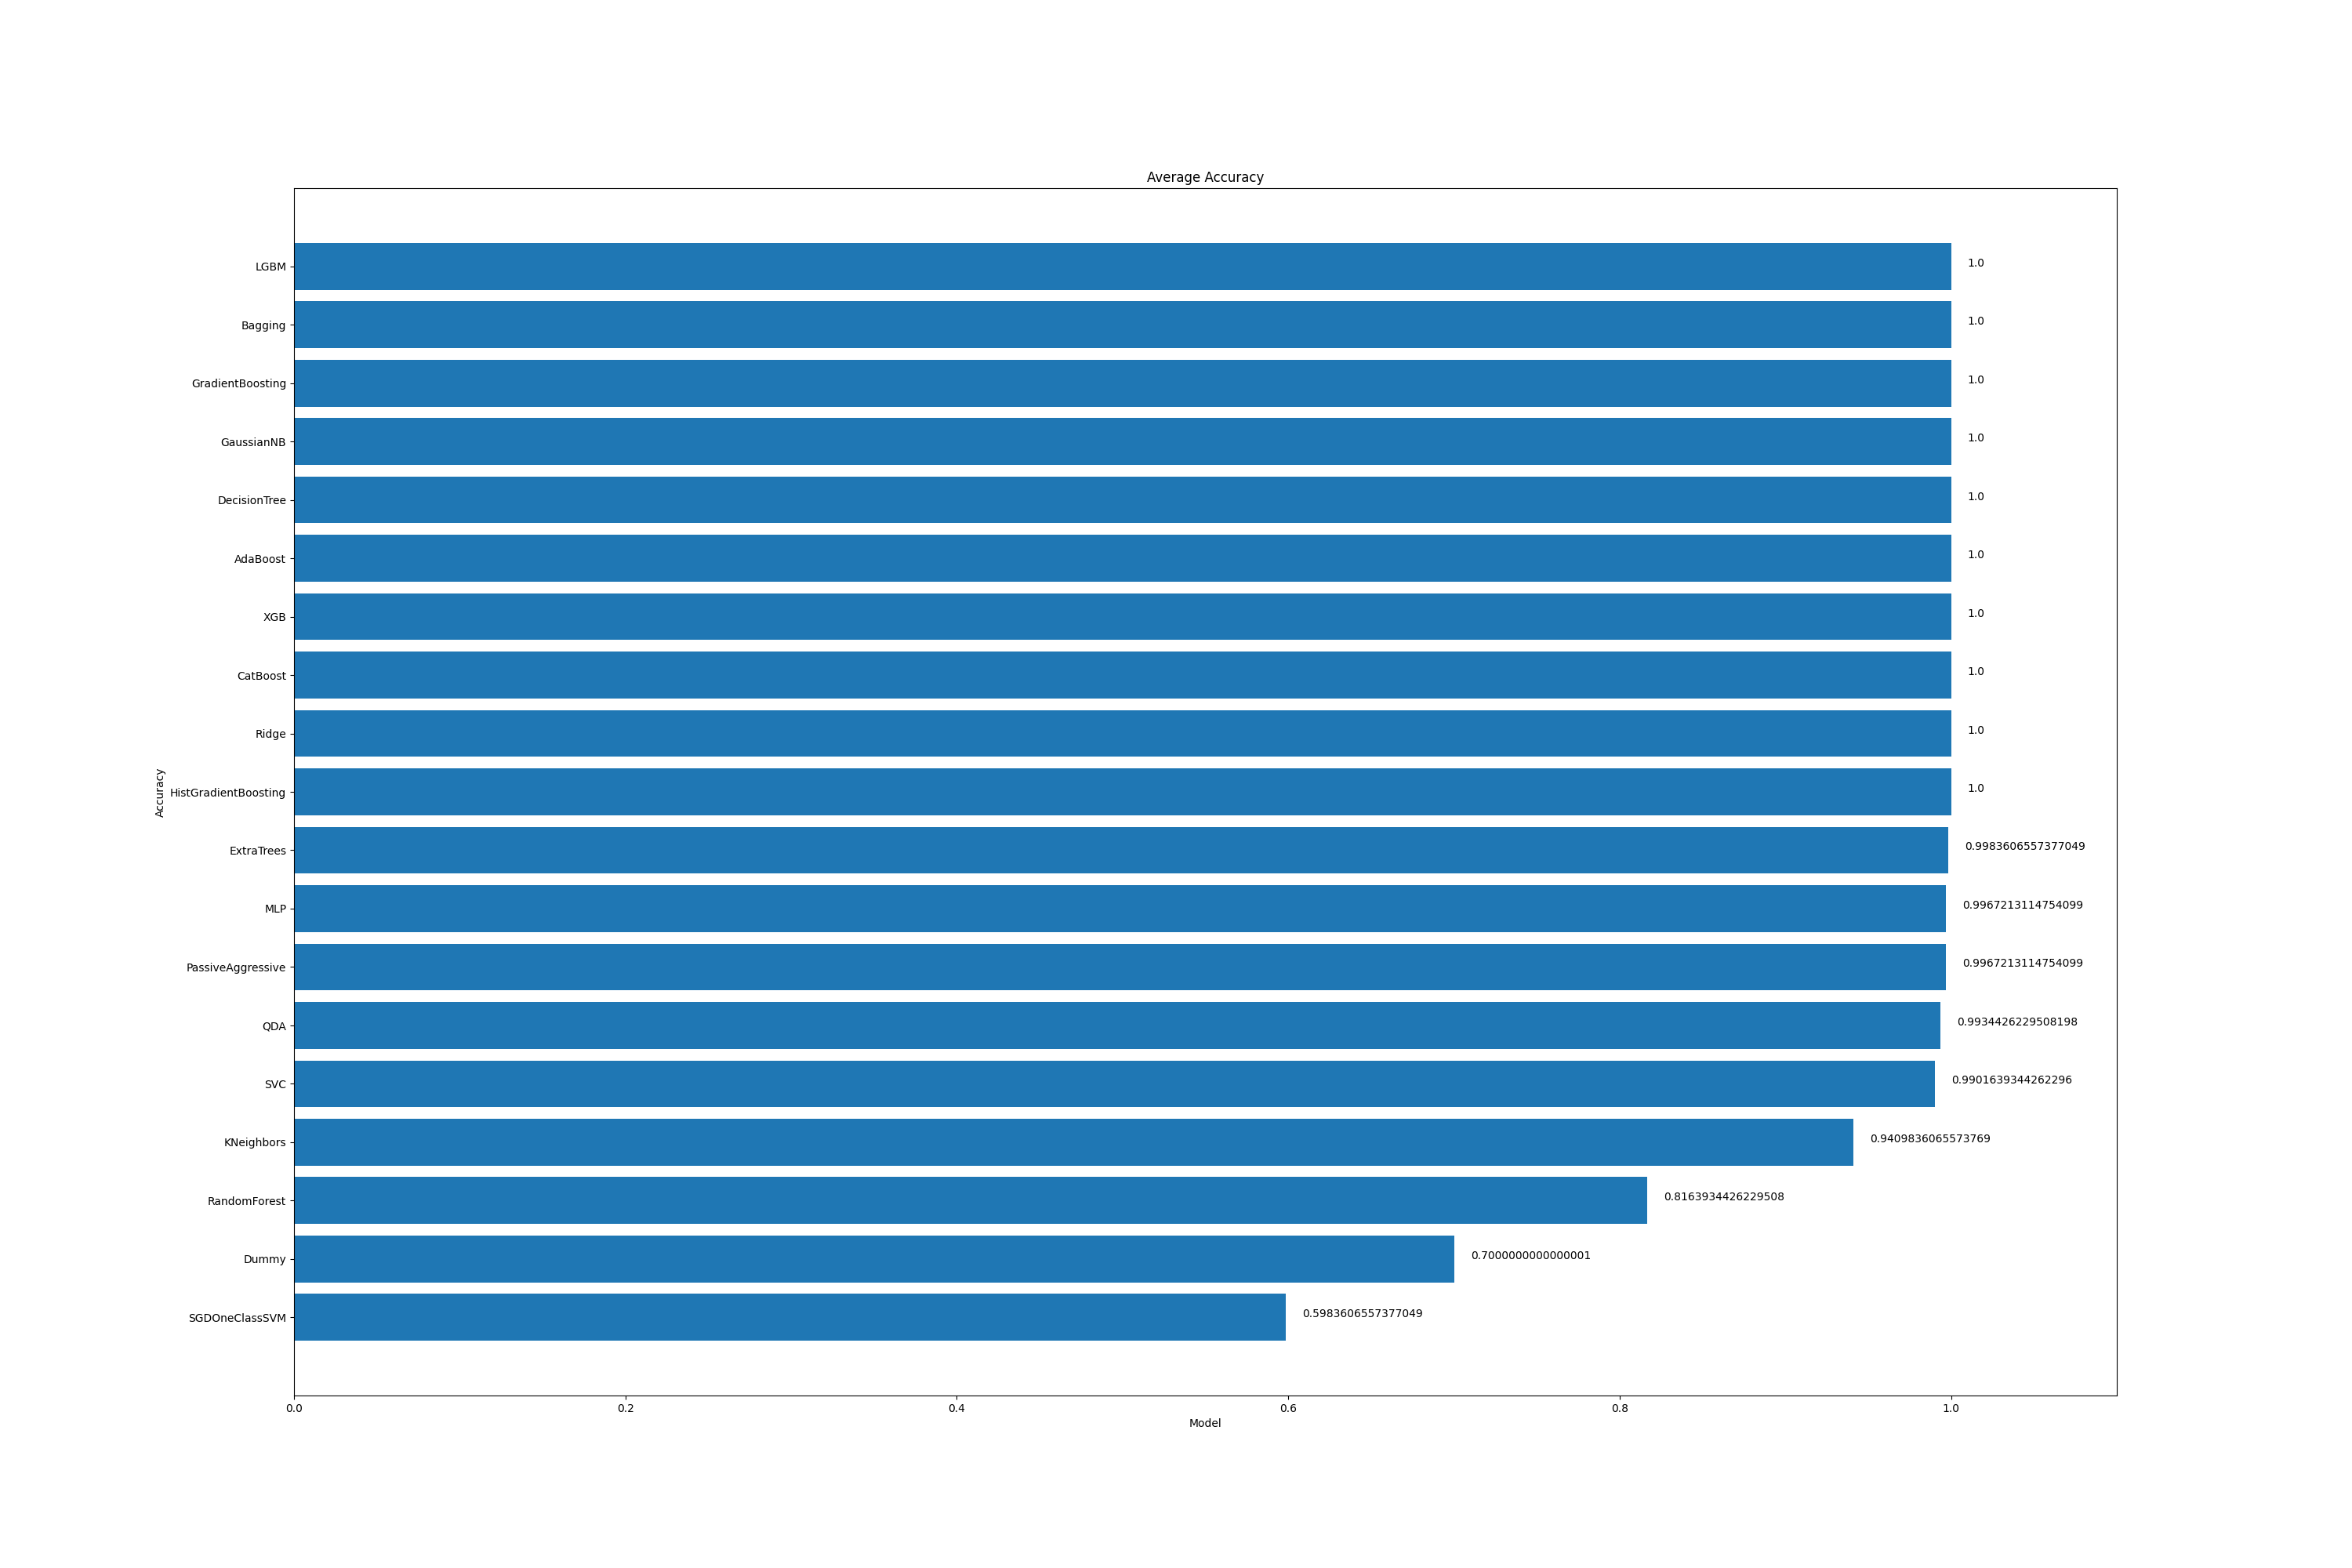 Average Accuracy
LGBM 1.0
Bagging 1.0
GradientBoosting 1.0
GaussianNB 1.0
DecisionTree 1.0
AdaBoost 1.0
XGB 1.0
CatBoost 1.0
Ridge 1.0
HistGradientBoosting 1.0
Accuracy
ExtraTrees 0.9983606557377049
MLP 0.9967213114754099
PassiveAggressive 0.9967213114754099
QDA 0.9934426229508198
SVC 0.9901639344262296
KNeighbors 0.9409836065573769
RandomForest 0.8163934426229508
Dummy 0.7000000000000001
SGDOneClassSVM 0.5983606557377049
0.0 0.2 0.4 0.6 0.8 1.0
Model